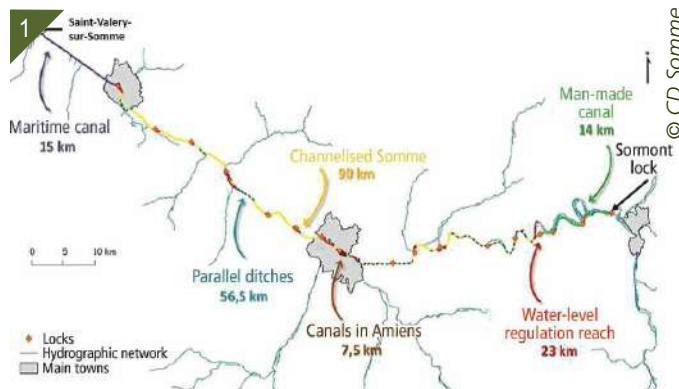 1
Saint-Valery-
sur-Somme
Maritime canal
15 km
Channelised Somme
90 km
Man-made
canal
14 km
© CD Somme
Sormont
lock
0 5 10 km
Parallel ditches
56,5 km
Canals in Amiens
7,5 km
Water-level
regulation reach
23 km
Locks
Hydrographic network
Main towns